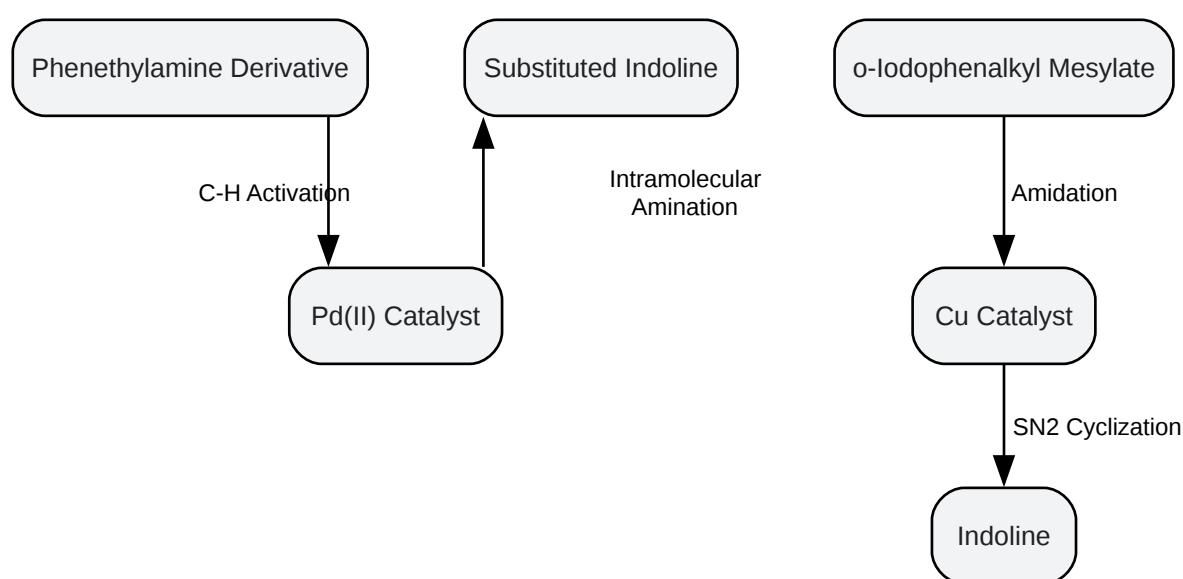 Phenethylamine Derivative
Substituted Indoline
o-Iodophenalkyl Mesylate
C-H Activation
Intramolecular
Amination
Amidation
Pd(II) Catalyst
Cu Catalyst
SN2 Cyclization
Indoline